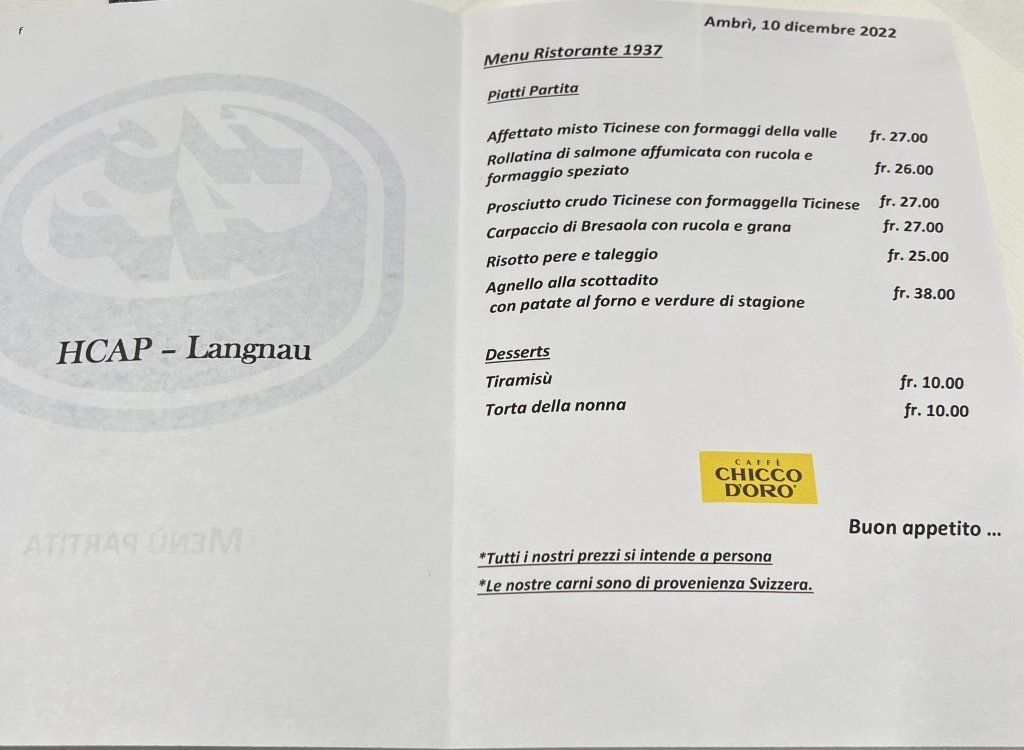 f
HCAP – Langnau
MENÙ PARTITA
Ambrì, 10 dicembre 2022
Menu Ristorante 1937
Piatti Partita
Affettato misto Ticinese con formaggi della valle fr. 27.00
Rollatina di salmone affumicata con rucola e
formaggio speziato fr. 26.00
Prosciutto crudo Ticinese con formaggella Ticinese fr. 27.00
Carpaccio di Bresaola con rucola e grana fr. 27.00
Risotto pere e taleggio fr. 25.00
Agnello alla scottadito
con patate al forno e verdure di stagione fr. 38.00
Desserts
Tiramisù fr. 10.00
Torta della nonna fr. 10.00
CAFFÈ
CHICCO
D'ORO
Buon appetito ...
*Tutti i nostri prezzi si intende a persona
*Le nostre carni sono di provenienza Svizzera.